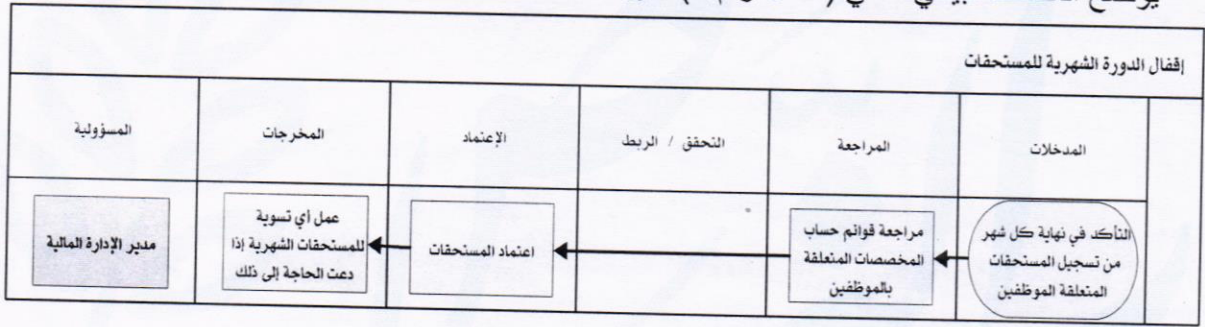 إقفال الدورة الشهرية للمستحقات
المدخلات
المراجعة
التحقق / الربط
الإعتماد
المخرجات
المسؤولية
التأكد في نهاية كل شهر
من تسجيل المستحقات
المتعلقة الموظفين
مراجعة قوائم حساب
المخصصات المتعلقة
بالموظفين
اعتماد المستحقات
عمل أي تسوية
للمستحقات الشهرية إذا
دعت الحاجة إلى ذلك
مدير الإدارة المالية